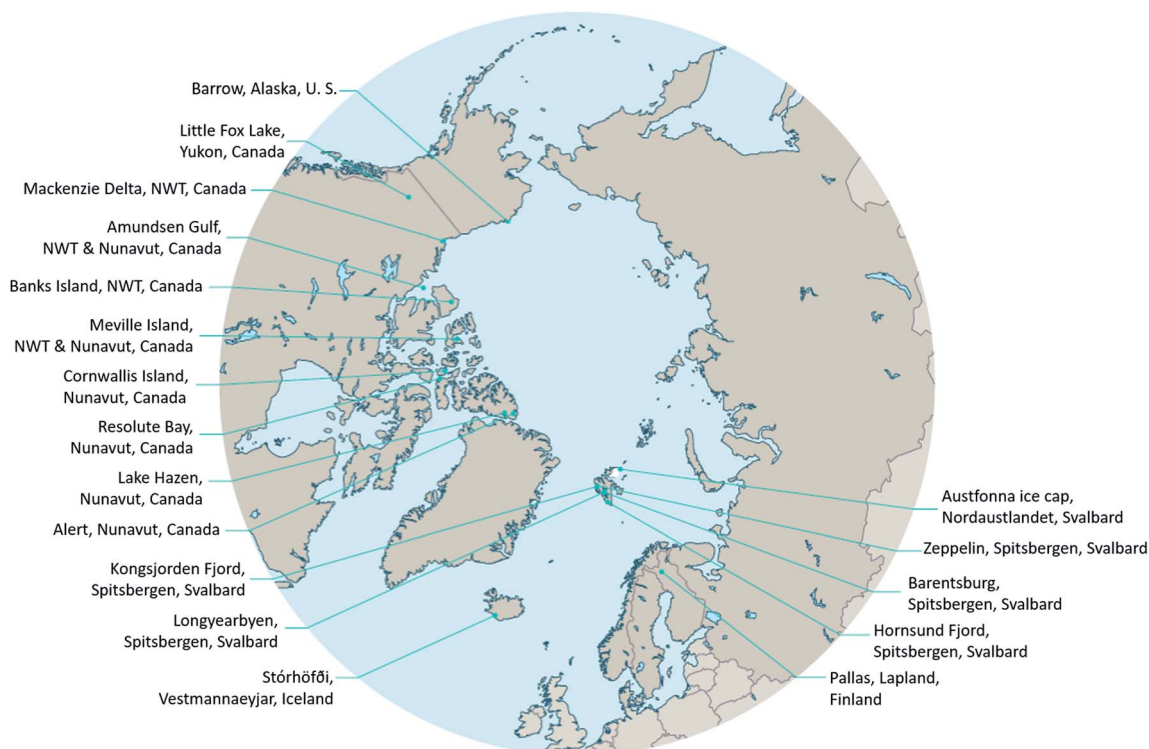 Barrow, Alaska, U. S.
Little Fox Lake,
Yukon, Canada
Mackenzie Delta, NWT, Canada
Amundsen Gulf,
NWT & Nunavut, Canada
Banks Island, NWT, Canada
Meville Island,
NWT & Nunavut, Canada
Cornwallis Island,
Nunavut, Canada
Resolute Bay,
Nunavut, Canada
Lake Hazen,
Nunavut, Canada
Alert, Nunavut, Canada
Kongsjorden Fjord,
Spitsbergen, Svalbard
Longyearbyen,
Spitsbergen, Svalbard
Stórhöfði,
Vestmannaeyjar, Iceland
Austfonna ice cap,
Nordaustlandet, Svalbard
Zeppelin, Spitsbergen, Svalbard
Barentsburg,
Spitsbergen, Svalbard
Hornsund Fjord,
Spitsbergen, Svalbard
Pallas, Lapland,
Finland